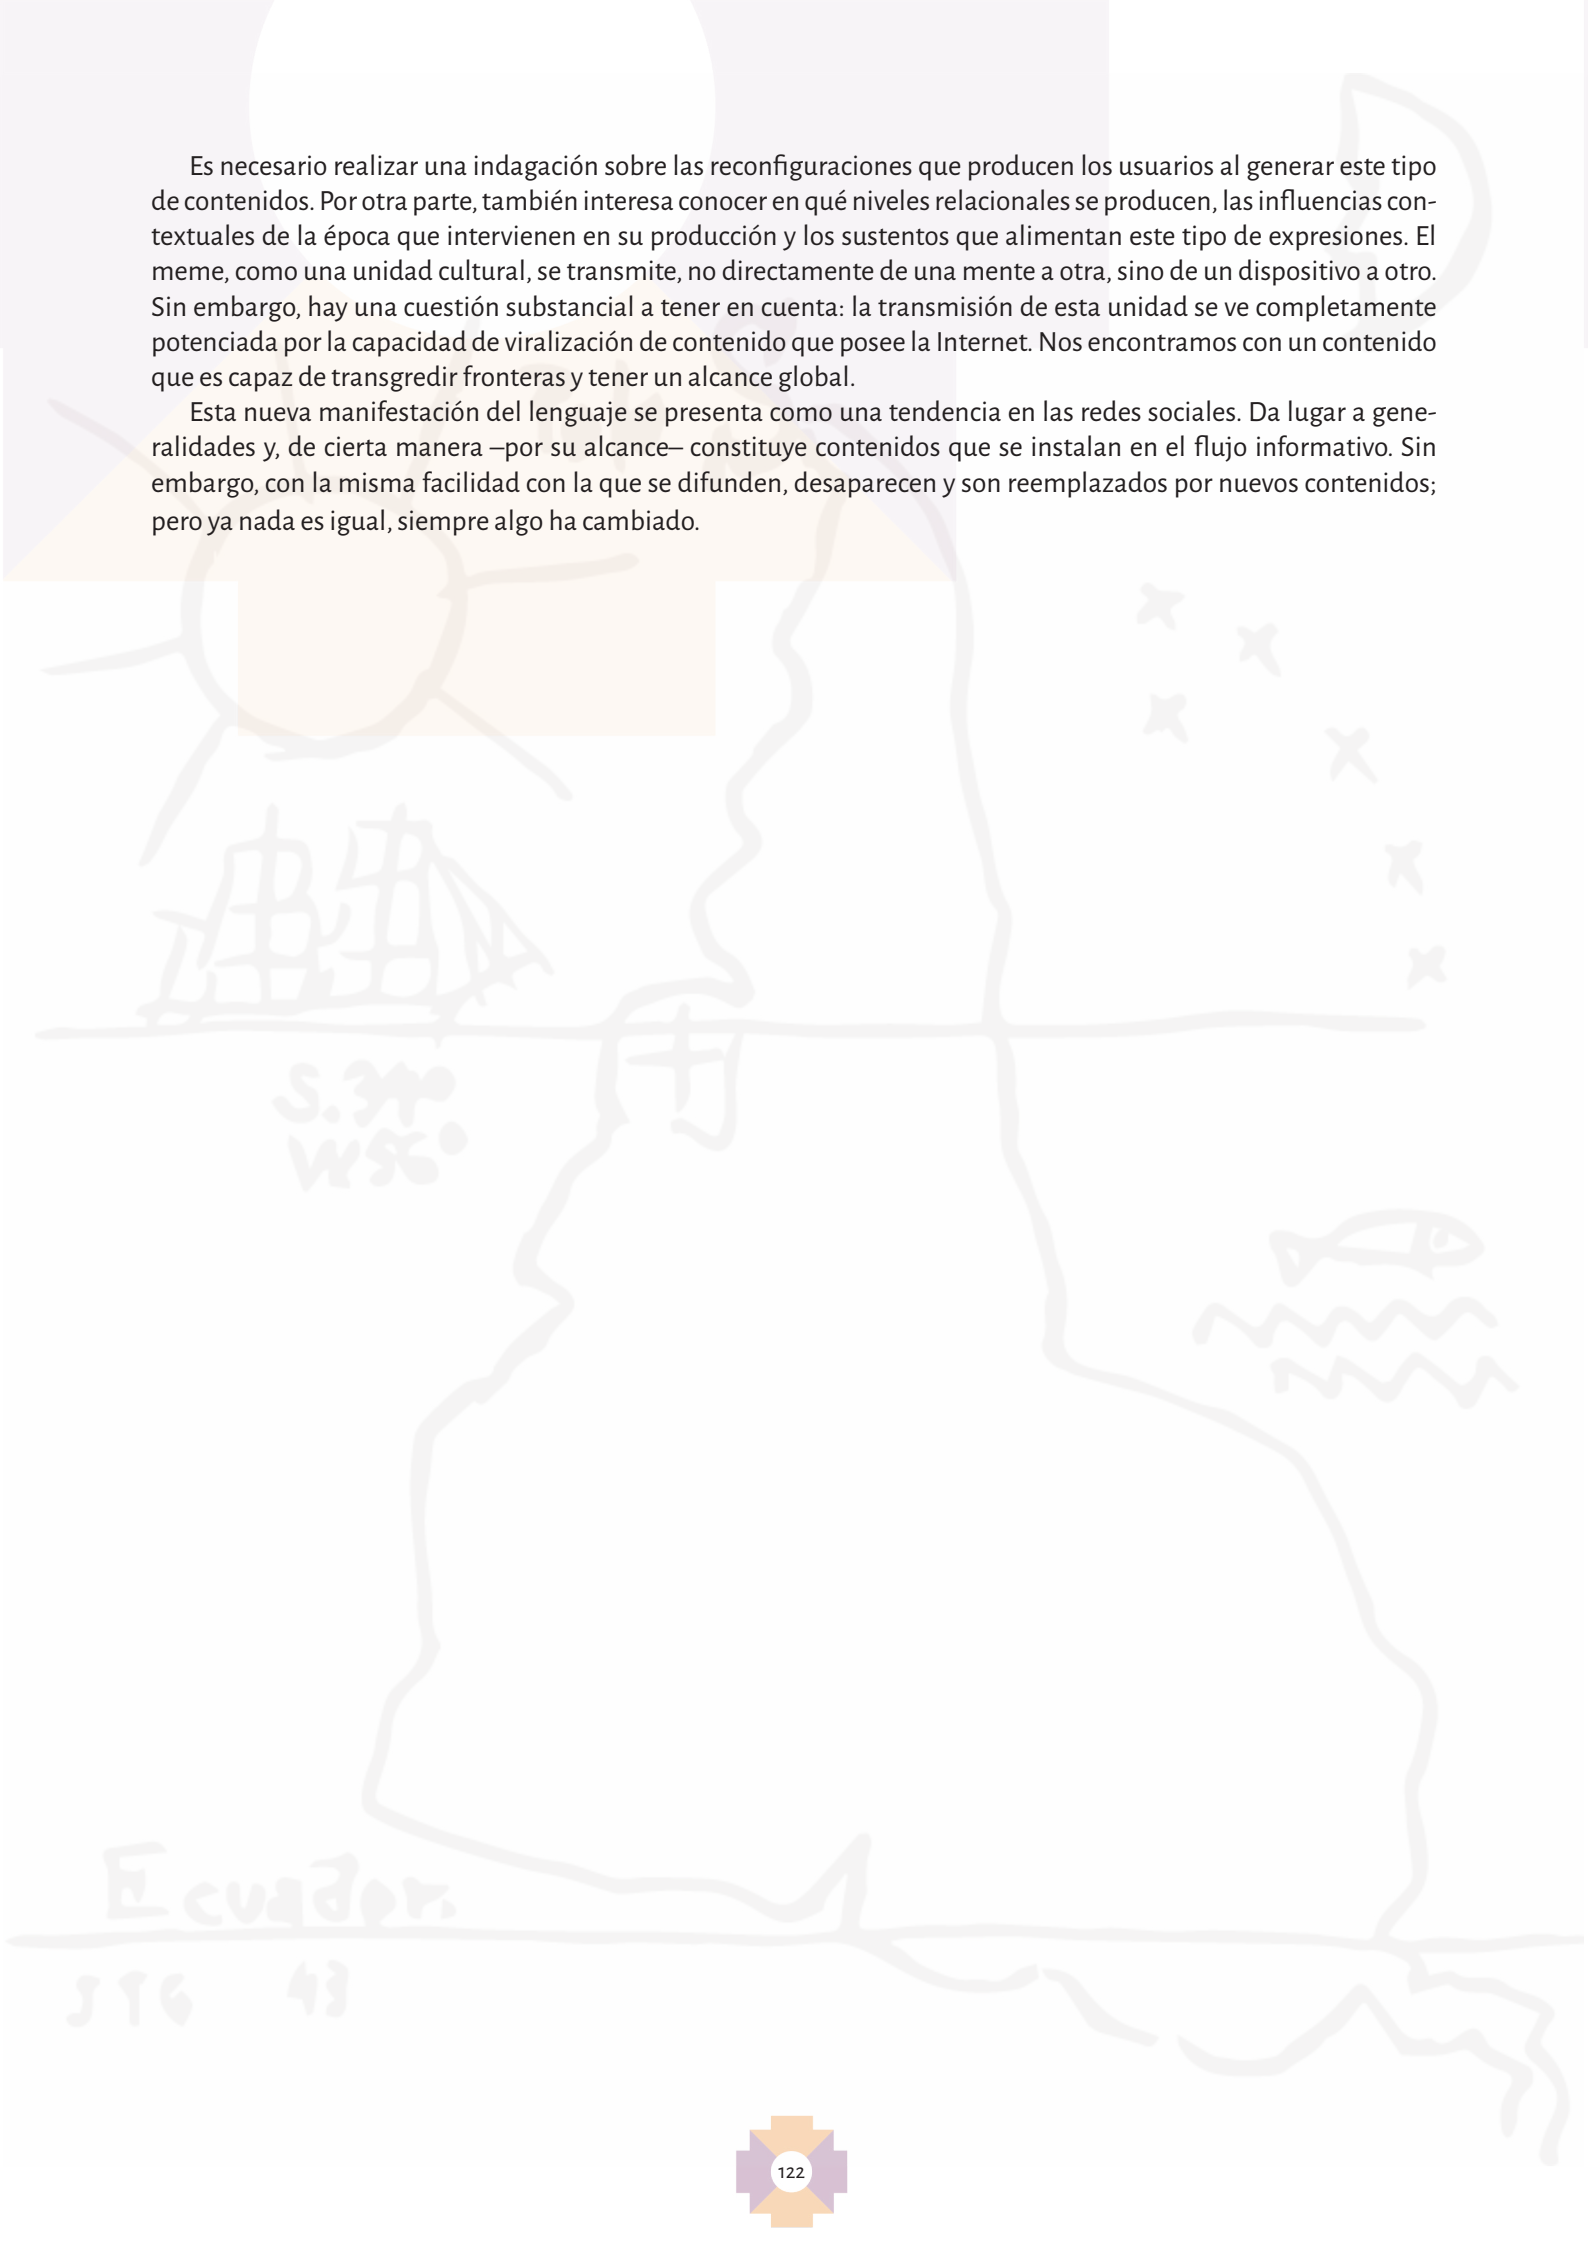 Es necesario realizar una indagación sobre las reconfiguraciones que producen los usuarios al generar este tipo
de contenidos. Por otra parte, también interesa conocer en qué niveles relacionales se producen, las influencias con-
textuales de la época que intervienen en su producción y los sustentos que alimentan este tipo de expresiones. El
meme, como una unidad cultural, se transmite, no directamente de una mente a otra, sino de un dispositivo a otro.
Sin embargo, hay una cuestión substancial a tener en cuenta: la transmisión de esta unidad se ve completamente
potenciada por la capacidad de viralización de contenido que posee la Internet. Nos encontramos con un contenido
que es capaz de transgredir fronteras y tener un alcance global.
Esta nueva manifestación del lenguaje se presenta como una tendencia en las redes sociales. Da lugar a gene-
ralidades y, de cierta manera –por su alcance– constituye contenidos que se instalan en el flujo informativo. Sin
embargo, con la misma facilidad con la que se difunden, desaparecen y son reemplazados por nuevos contenidos;
pero ya nada es igual, siempre algo ha cambiado.
S
Ecuador.
JTG 43
122